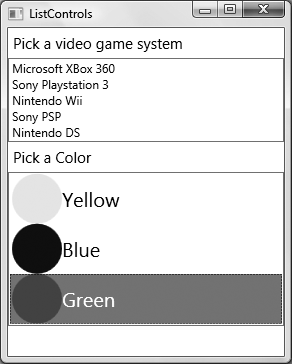 ListControls
Pick a video game system
Microsoft XBox 360
Sony Playstation 3
Nintendo Wii
Sony PSP
Nintendo DS
Pick a Color
Yellow
Blue
Green